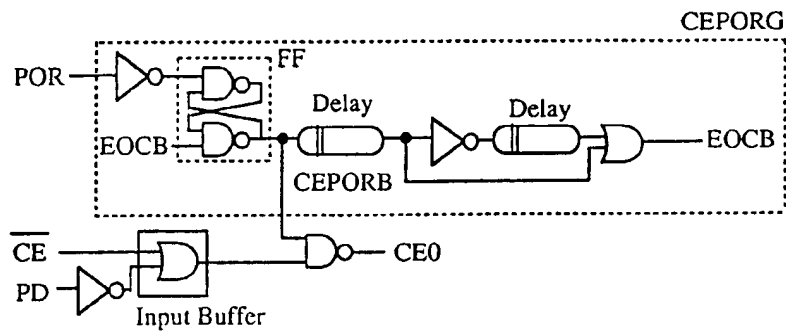 CEPORG
FF
POR
Delay
Delay
EOCB
EOCB
CEPORB
CE
CE0
PD
Input Buffer